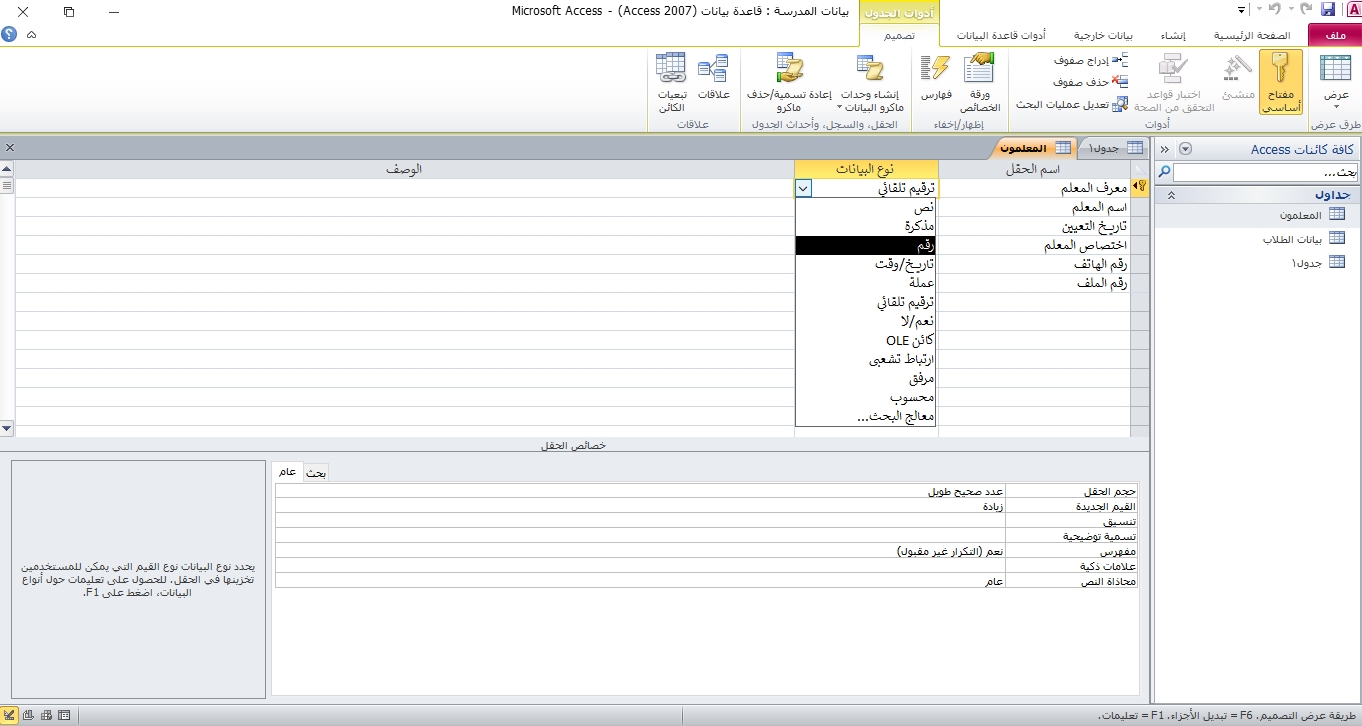 بيانات المدرسة : قاعدة بيانات (Access 2007) - Microsoft Access
أدوات الجدول
ملف
الصفحة الرئيسية
إنشاء
بيانات خارجية
أدوات قاعدة البيانات
تصميم
عرض
طرق عرض
مفتاح أساسي
منشئ
اختبار قواعد التحقق من الصحة
إدراج صفوف
حذف صفوف
تعديل عمليات البحث
أدوات
ورقة الخصائص
فهارس
إظهار/إخفاء
إنشاء وحدات ماكرو البيانات
إعادة تسمية/حذف ماكرو
الحقل، والسجل، وأحداث الجدول
علاقات
تبعيات الكائن
علاقات
كافة كائنات Access
بحث...
جداول
المعلمون
بيانات الطلاب
جدول١
جدول١
المعلمون
اسم الحقل
نوع البيانات
الوصف
معرف المعلم
ترقيم تلقائي
اسم المعلم
تاريخ التعيين
اختصاص المعلم
رقم الهاتف
رقم الملف
نص
مذكرة
رقم
تاريخ/وقت
عملة
ترقيم تلقائي
نعم/لا
كائن OLE
ارتباط تشعبي
مرفق
محسوب
معالج البحث...
خصائص الحقل
عام
بحث
حجم الحقل
عدد صحيح طويل
القيم الجديدة
زيادة
تنسيق
تسمية توضيحية
مفهرس
نعم (التكرار غير مقبول)
علامات ذكية
محاذاة النص
عام
يحدد نوع البيانات نوع القيم التي يمكن للمستخدمين
تخزينها في الحقل. للحصول على تعليمات حول أنواع
البيانات، اضغط على F1.
طريقة عرض التصميم. F6 = تبديل الأجزاء. F1 = تعليمات.